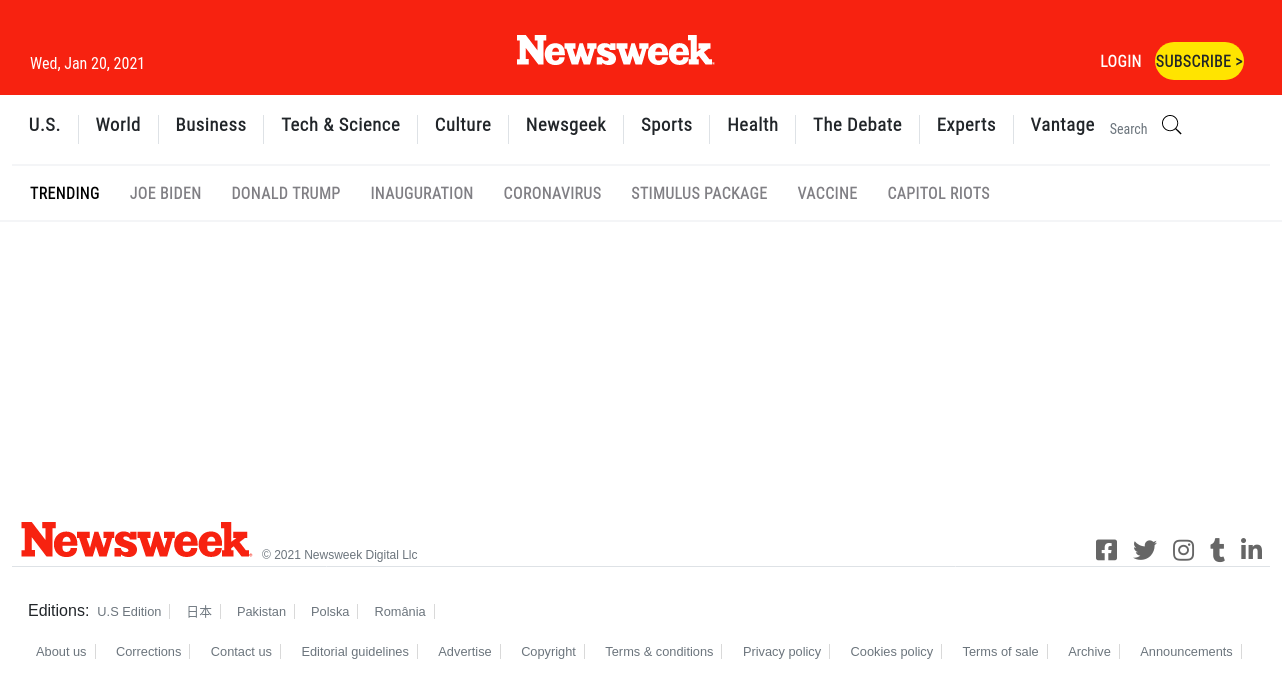 Wed, Jan 20, 2021
Newsweek
LOGIN SUBSCRIBE >
U.S. World Business Tech & Science Culture Newsgeek Sports Health The Debate Experts Vantage Search
TRENDING JOE BIDEN DONALD TRUMP INAUGURATION CORONAVIRUS STIMULUS PACKAGE VACCINE CAPITOL RIOTS
Newsweek © 2021 Newsweek Digital Llc
Editions: U.S Edition 日本 Pakistan Polska România
About us Corrections Contact us Editorial guidelines Advertise Copyright Terms & conditions Privacy policy Cookies policy Terms of sale Archive Announcements